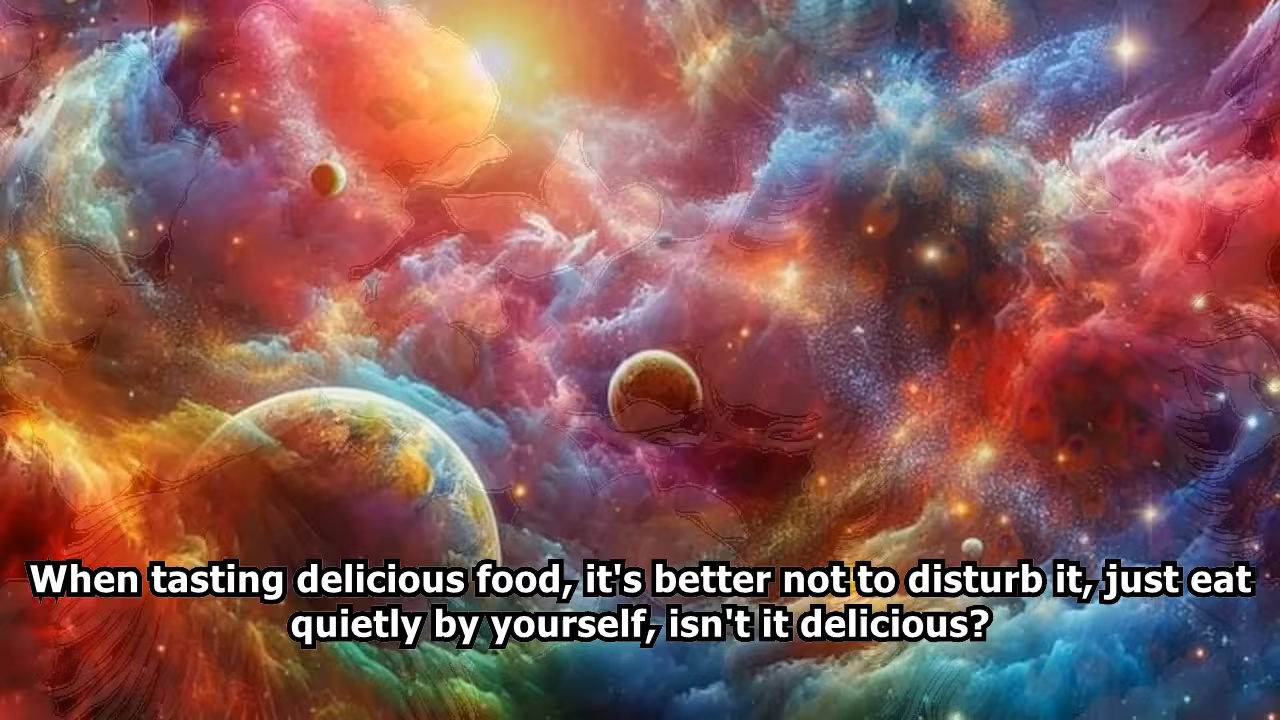 When tasting delicious food, it's better not to disturb it, just eat
quietly by yourself, isn't it delicious?